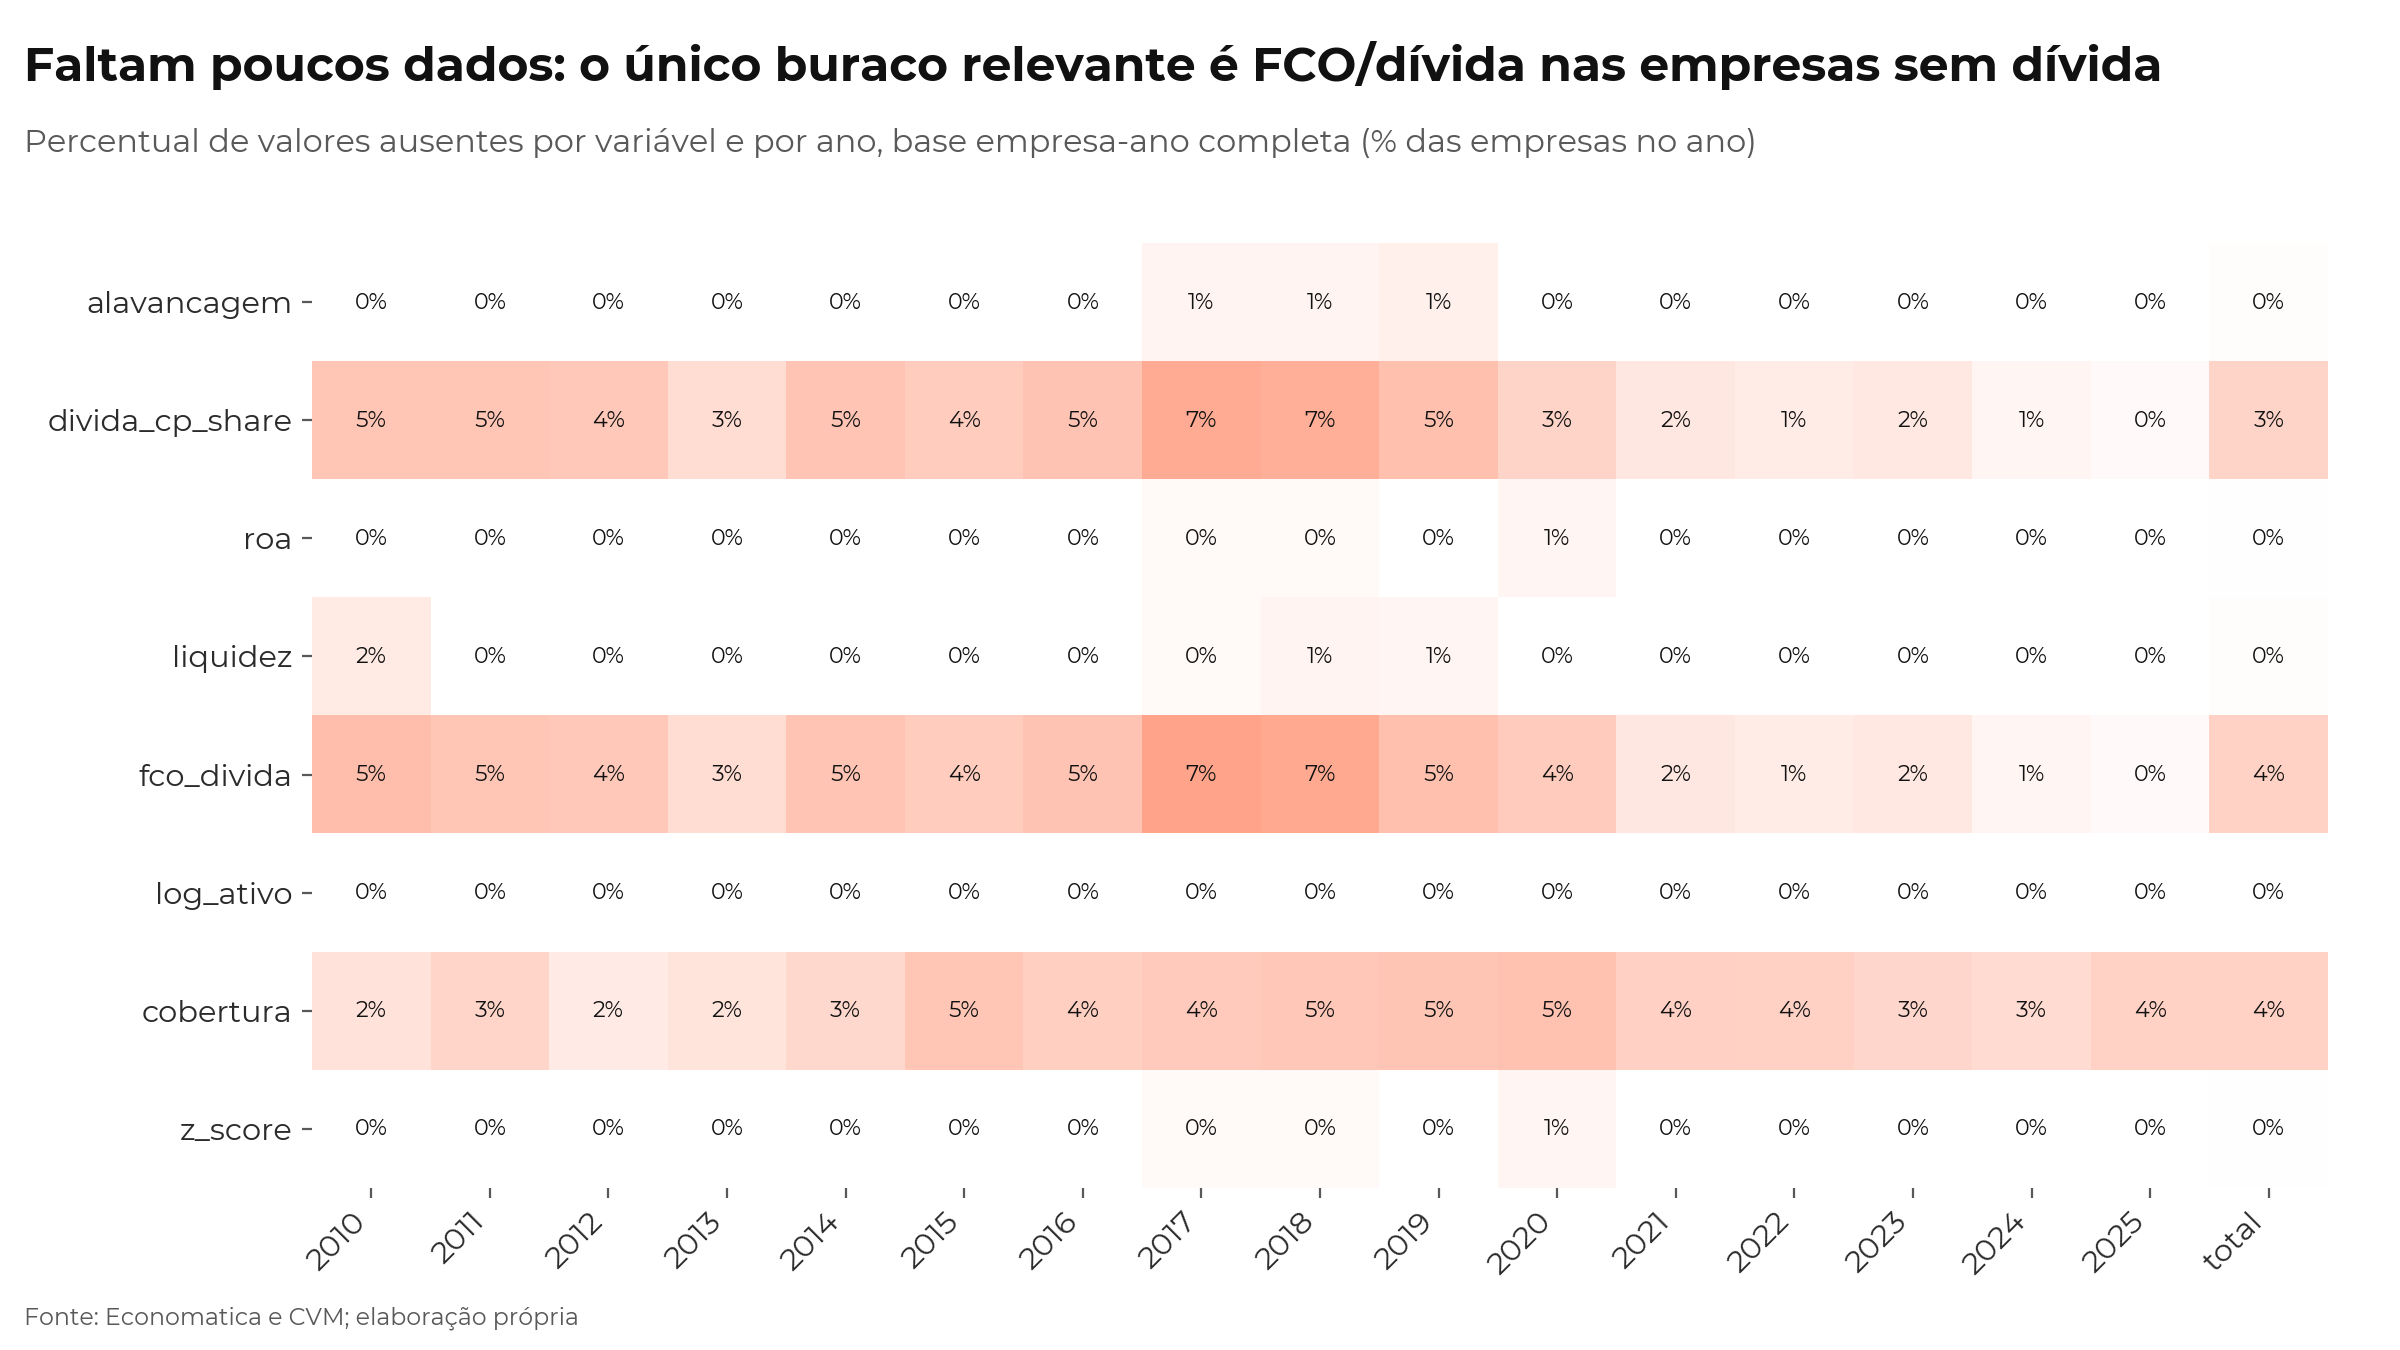 Faltam poucos dados: o único buraco relevante é FCO/dívida nas empresas sem dívida
Percentual de valores ausentes por variável e por ano, base empresa-ano completa (% das empresas no ano)
alavancagem 0% 0% 0% 0% 0% 0% 0% 1% 1% 1% 0% 0% 0% 0% 0% 0% 0%
divida_cp_share 5% 5% 4% 3% 5% 4% 5% 7% 7% 5% 3% 2% 1% 2% 1% 0% 3%
roa 0% 0% 0% 0% 0% 0% 0% 0% 0% 0% 1% 0% 0% 0% 0% 0% 0%
liquidez 2% 0% 0% 0% 0% 0% 0% 0% 1% 1% 0% 0% 0% 0% 0% 0% 0%
fco_divida 5% 5% 4% 3% 5% 4% 5% 7% 7% 5% 4% 2% 1% 2% 1% 0% 4%
log_ativo 0% 0% 0% 0% 0% 0% 0% 0% 0% 0% 0% 0% 0% 0% 0% 0% 0%
cobertura 2% 3% 2% 2% 3% 5% 4% 4% 5% 5% 5% 4% 4% 3% 3% 4% 4%
z_score 0% 0% 0% 0% 0% 0% 0% 0% 0% 0% 1% 0% 0% 0% 0% 0% 0%
2010 2011 2012 2013 2014 2015 2016 2017 2018 2019 2020 2021 2022 2023 2024 2025 total
Fonte: Economatica e CVM; elaboração própria